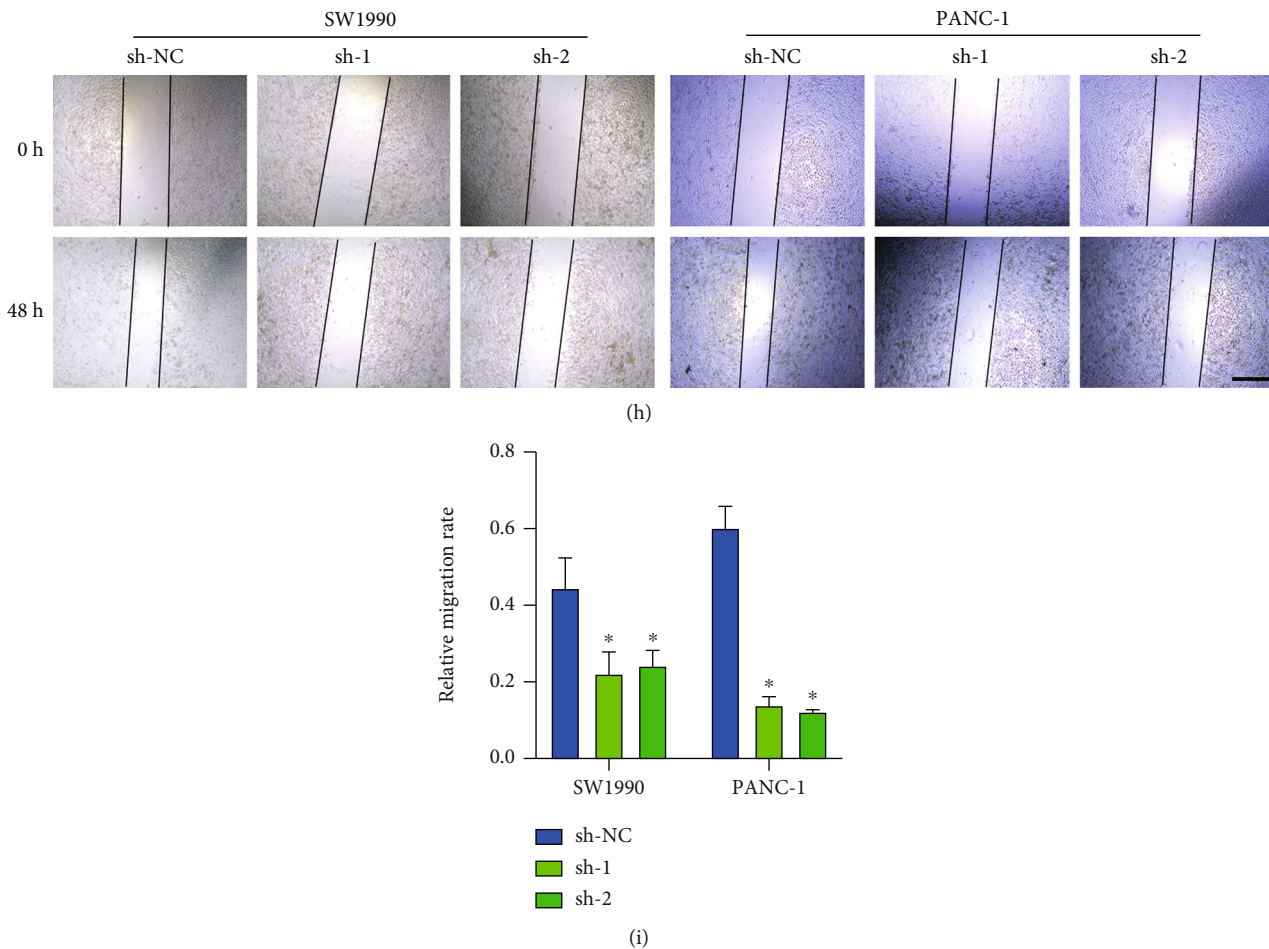 SW1990 PANC-1
sh-NC sh-1 sh-2 sh-NC sh-1 sh-2
0 h
48 h
(h)
0.8
0.6
0.4
0.2
0.0
Relative migration rate
* * * *
SW1990 PANC-1
sh-NC
sh-1
sh-2
(i)